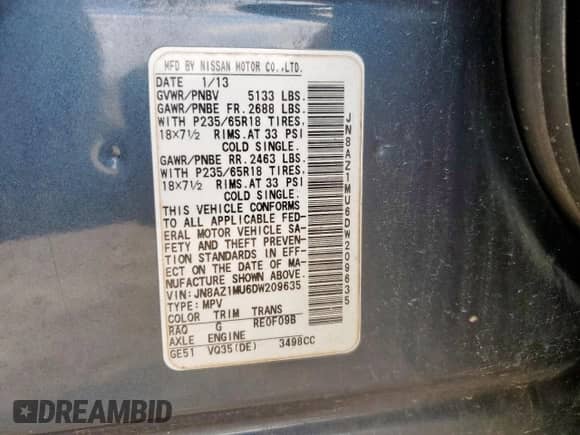 MFD BY NISSAN MOTOR CO.,LTD.
DATE 1/13
GVWR/PNBV 5133 LBS.
GAWR/PNBE FR. 2688 LBS.
WITH P235/65R18 TIRES.
18×7½ RIMS. AT 33 PSI
COLD SINGLE.
GAWR/PNBE RR. 2463 LBS.
WITH P235/65R18 TIRES.
18×7½ RIMS. AT 33 PSI
COLD SINGLE.
THIS VEHICLE CONFORMS
TO ALL APPLICABLE FED-
ERAL MOTOR VEHICLE SA-
FETY AND THEFT PREVEN-
TION STANDARDS IN EFF-
ECT ON THE DATE OF MA-
NUFACTURE SHOWN ABOVE.
VIN: JN8AZ1MU6DW209635
TYPE: MPV
COLOR TRIM TRANS
RAQ G RE0F09B
AXLE ENGINE
GE51 VQ35(DE) 3498CC
JN8AZ1MU6DW209635
DREAMBID